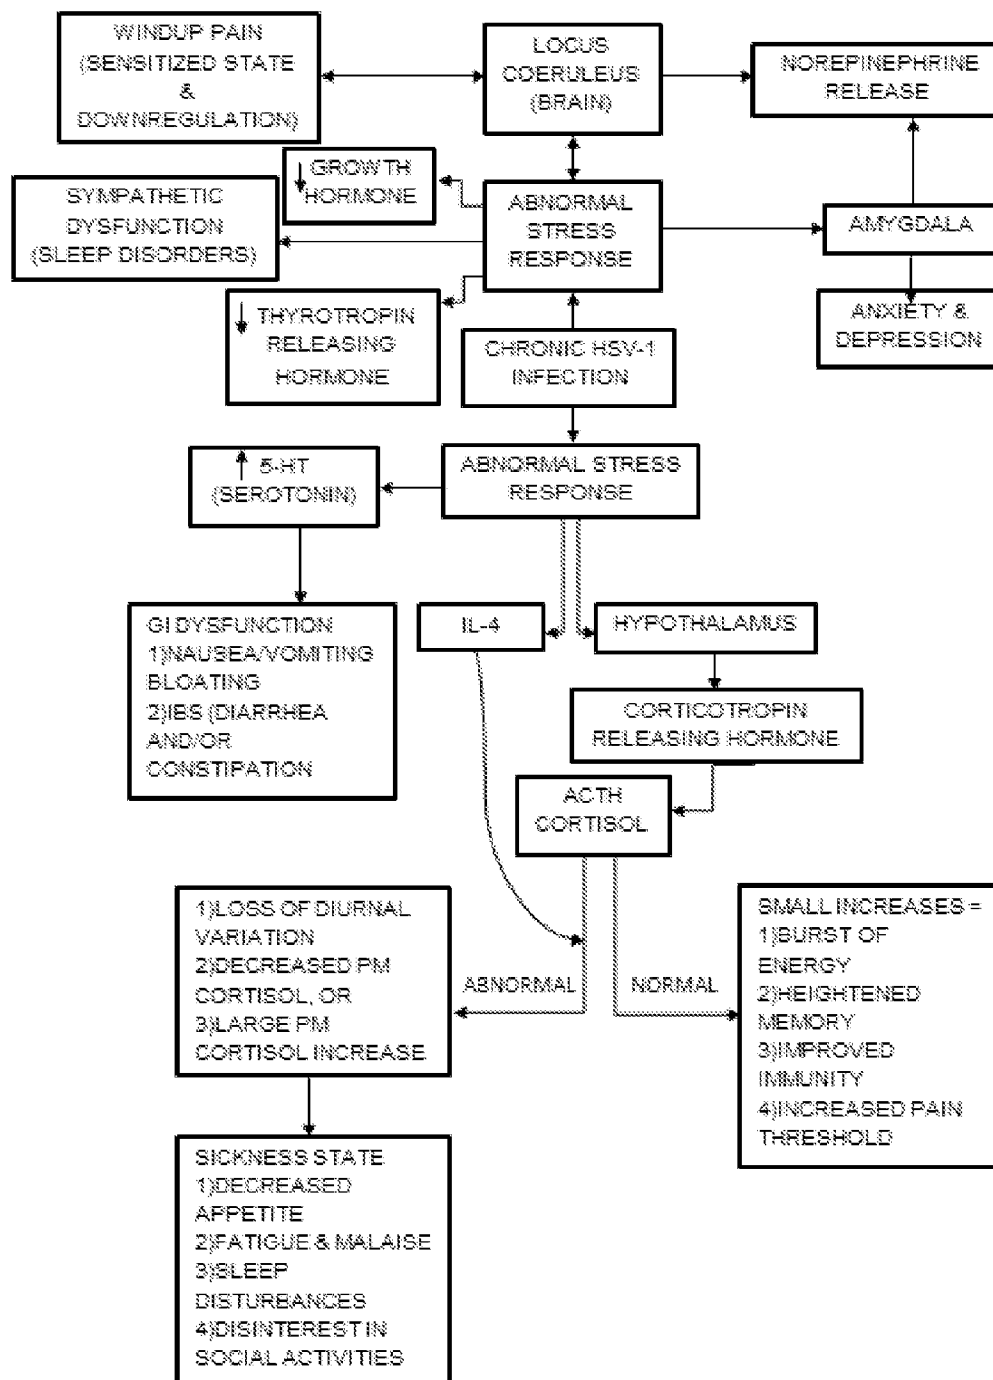 WINDUP PAIN
(SENSITIZED STATE
&
DOWNREGULATION)
LOCUS
COERULEUS
(BRAIN)
NOREPINEPHRINE
RELEASE
↓ GROWTH
HORMONE
SYMPATHETIC
DYSFUNCTION
(SLEEP DISORDERS)
ABNORMAL
STRESS
RESPONSE
AMYGDALA
↓ THYROTROPIN
RELEASING
HORMONE
ANXIETY &
DEPRESSION
CHRONIC HSV-1
INFECTION
ABNORMAL STRESS
RESPONSE
↑ 5-HT
(SEROTONIN)
GI DYSFUNCTION
1)NAUSEA/VOMITING
BLOATING
2)IBS (DIARRHEA
AND/OR
CONSTIPATION
IL-4
HYPOTHALAMUS
CORTICOTROPIN
RELEASING HORMONE
ACTH
CORTISOL
1)LOSS OF DIURNAL
VARIATION
2)DECREASED PM
CORTISOL, OR
3)LARGE PM
CORTISOL INCREASE
ABNORMAL
NORMAL
SMALL INCREASES =
1)BURST OF
ENERGY
2)HEIGHTENED
MEMORY
3)IMPROVED
IMMUNITY
4)INCREASED PAIN
THRESHOLD
SICKNESS STATE
1)DECREASED
APPETITE
2)FATIGUE & MALAISE
3)SLEEP
DISTURBANCES
4)DISINTEREST IN
SOCIAL ACTIVITIES